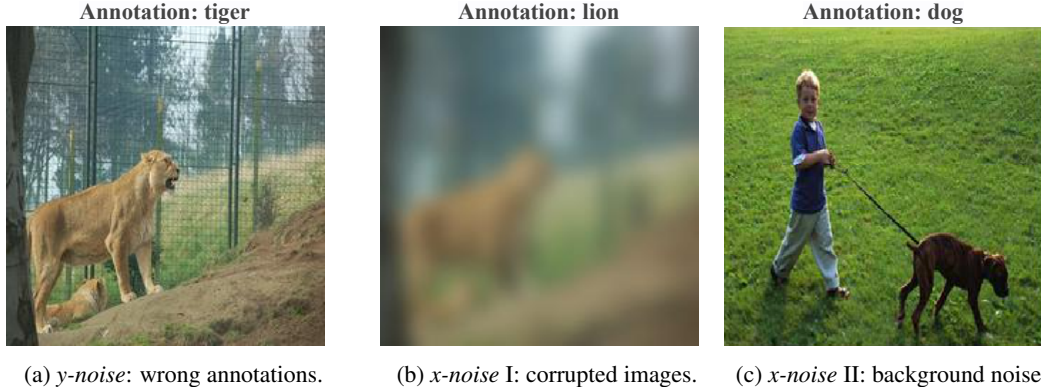 Annotation: tiger
Annotation: lion
Annotation: dog
(a) y-noise: wrong annotations.
(b) x-noise I: corrupted images.
(c) x-noise II: background noise